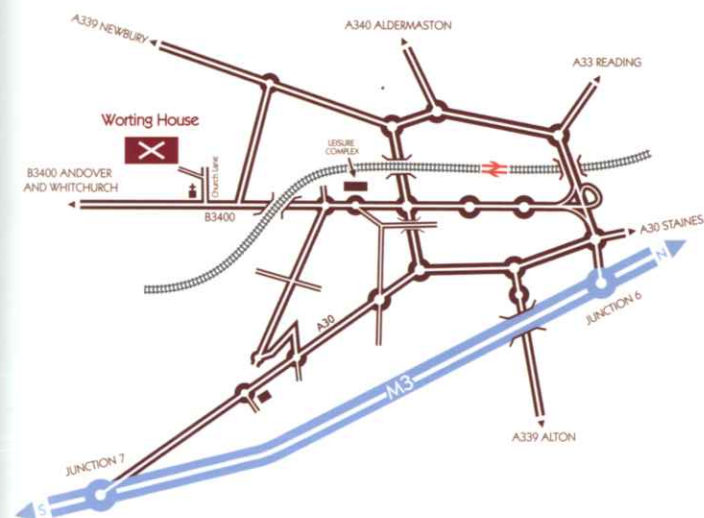 A339 NEWBURY
A340 ALDERMASTON
A33 READING
Worting House
LEISURE
COMPLEX
B3400 ANDOVER
AND WHITCHURCH
Church Lane
B3400
A30 STAINES
N
JUNCTION 6
A30
M3
A339 ALTON
JUNCTION 7
S